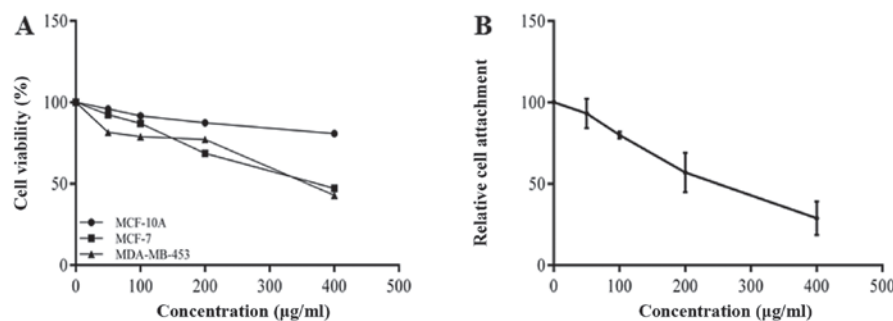 A
Cell viability (%)
150
100
50
0
MCF-10A
MCF-7
MDA-MB-453
0 100 200 300 400 500
Concentration (μg/ml)
B
Relative cell attachment
150
100
50
0
0 100 200 300 400 500
Concentration (μg/ml)